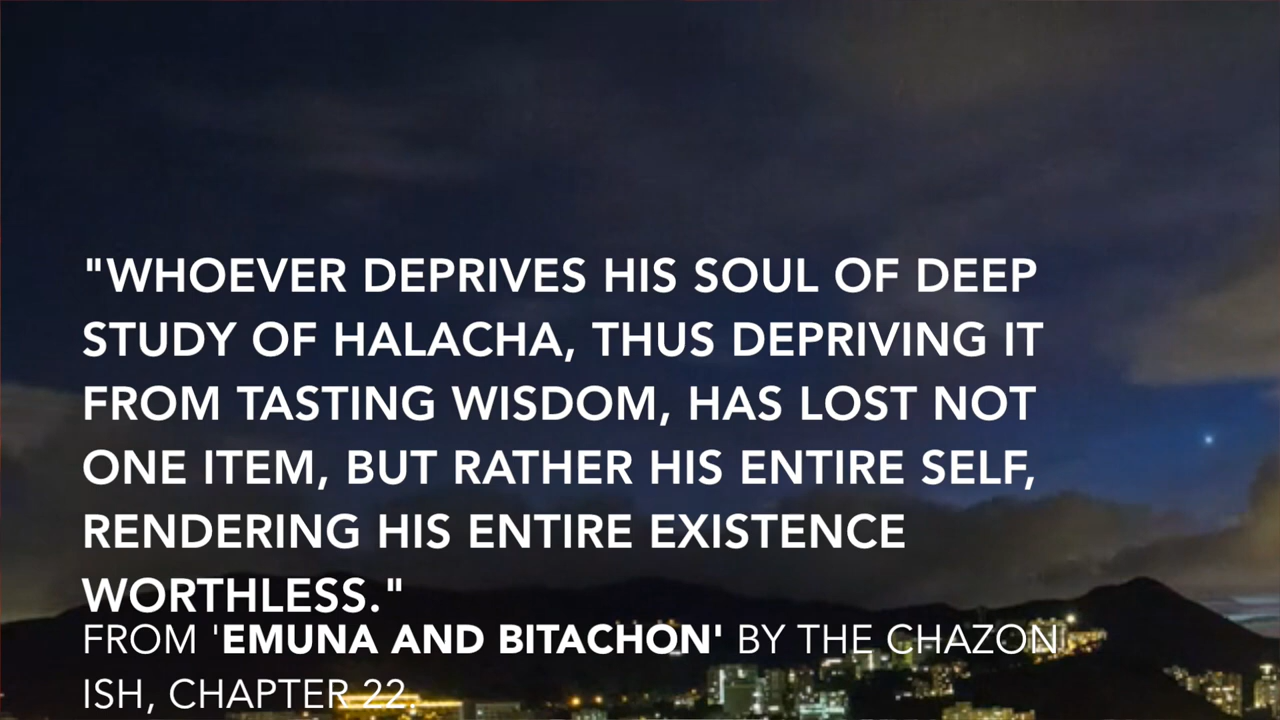 "WHOEVER DEPRIVES HIS SOUL OF DEEP
STUDY OF HALACHA, THUS DEPRIVING IT
FROM TASTING WISDOM, HAS LOST NOT
ONE ITEM, BUT RATHER HIS ENTIRE SELF,
RENDERING HIS ENTIRE EXISTENCE
WORTHLESS."
FROM 'EMUNA AND BITACHON' BY THE CHAZON
ISH, CHAPTER 22.